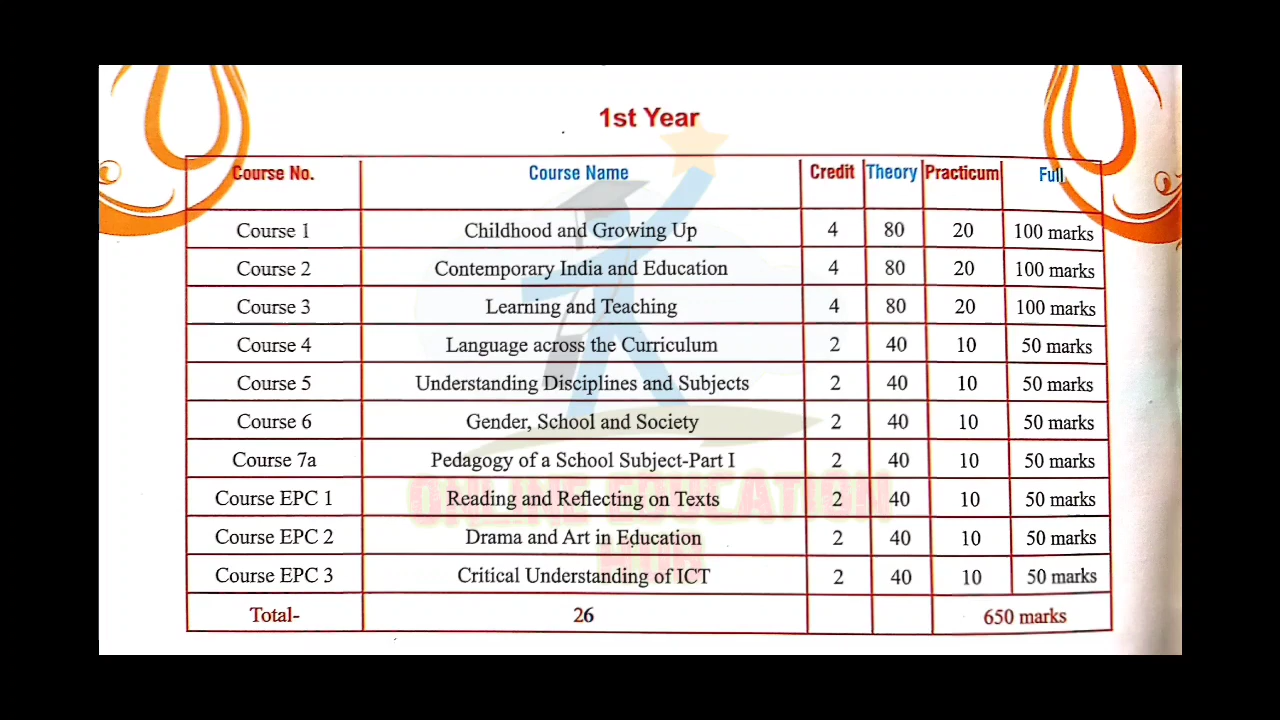 1st Year
Course No. Course Name Credit Theory Practicum Full
Course 1 Childhood and Growing Up 4 80 20 100 marks
Course 2 Contemporary India and Education 4 80 20 100 marks
Course 3 Learning and Teaching 4 80 20 100 marks
Course 4 Language across the Curriculum 2 40 10 50 marks
Course 5 Understanding Disciplines and Subjects 2 40 10 50 marks
Course 6 Gender, School and Society 2 40 10 50 marks
Course 7a Pedagogy of a School Subject-Part I 2 40 10 50 marks
Course EPC 1 Reading and Reflecting on Texts 2 40 10 50 marks
ONLINE EDUCATION
Course EPC 2 Drama and Art in Education 2 40 10 50 marks
Course EPC 3 Critical Understanding of ICT 2 40 10 50 marks
Total- 26 650 marks